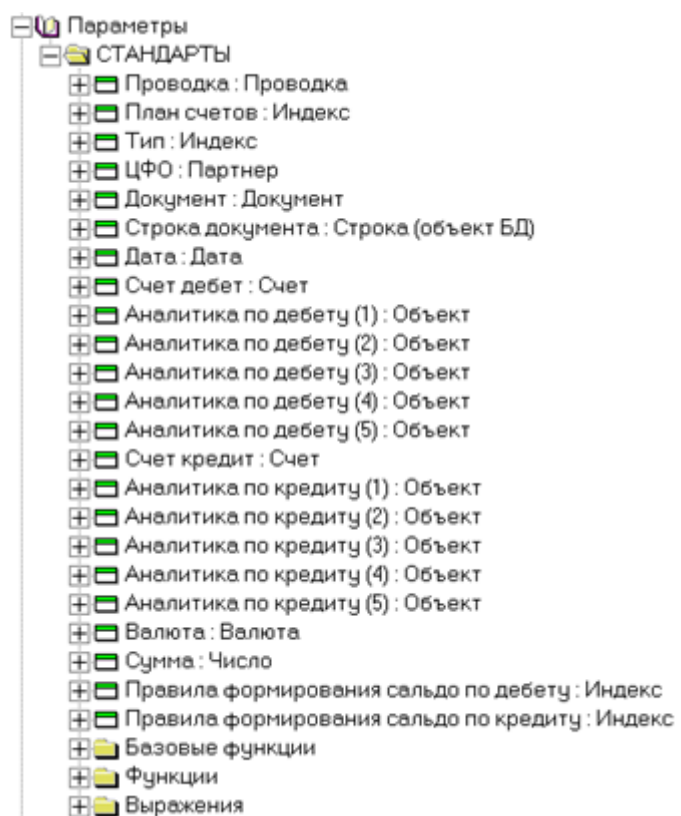 Параметры
СТАНДАРТЫ
Проводка : Проводка
План счетов : Индекс
Тип : Индекс
ЦФО : Партнер
Документ : Документ
Строка документа : Строка (объект БД)
Дата : Дата
Счет дебет : Счет
Аналитика по дебету (1) : Объект
Аналитика по дебету (2) : Объект
Аналитика по дебету (3) : Объект
Аналитика по дебету (4) : Объект
Аналитика по дебету (5) : Объект
Счет кредит : Счет
Аналитика по кредиту (1) : Объект
Аналитика по кредиту (2) : Объект
Аналитика по кредиту (3) : Объект
Аналитика по кредиту (4) : Объект
Аналитика по кредиту (5) : Объект
Валюта : Валюта
Сумма : Число
Правила формирования сальдо по дебету : Индекс
Правила формирования сальдо по кредиту : Индекс
Базовые функции
Функции
Выражения